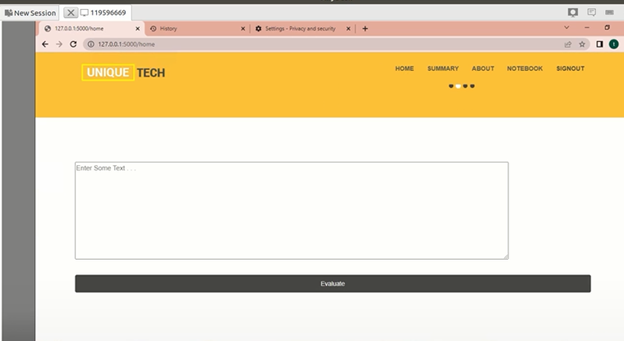 New Session 119596669
127.0.0.1:5000/home History Settings - Privacy and security
127.0.0.1:5000/home
UNIQUE TECH HOME SUMMARY ABOUT NOTEBOOK SIGNOUT
Enter Some Text . . .
Evaluate